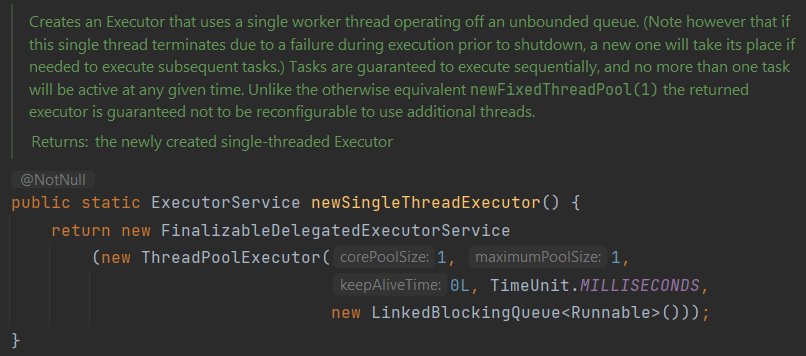 Creates an Executor that uses a single worker thread operating off an unbounded queue. (Note however that if
this single thread terminates due to a failure during execution prior to shutdown, a new one will take its place if
needed to execute subsequent tasks.) Tasks are guaranteed to execute sequentially, and no more than one task
will be active at any given time. Unlike the otherwise equivalent newFixedThreadPool(1) the returned
executor is guaranteed not to be reconfigurable to use additional threads.
Returns: the newly created single-threaded Executor
@NotNull
public static ExecutorService newSingleThreadExecutor() {
return new FinalizableDelegatedExecutorService
(new ThreadPoolExecutor( corePoolSize: 1, maximumPoolSize: 1,
keepAliveTime: 0L, TimeUnit.MILLISECONDS,
new LinkedBlockingQueue<Runnable>()));
}